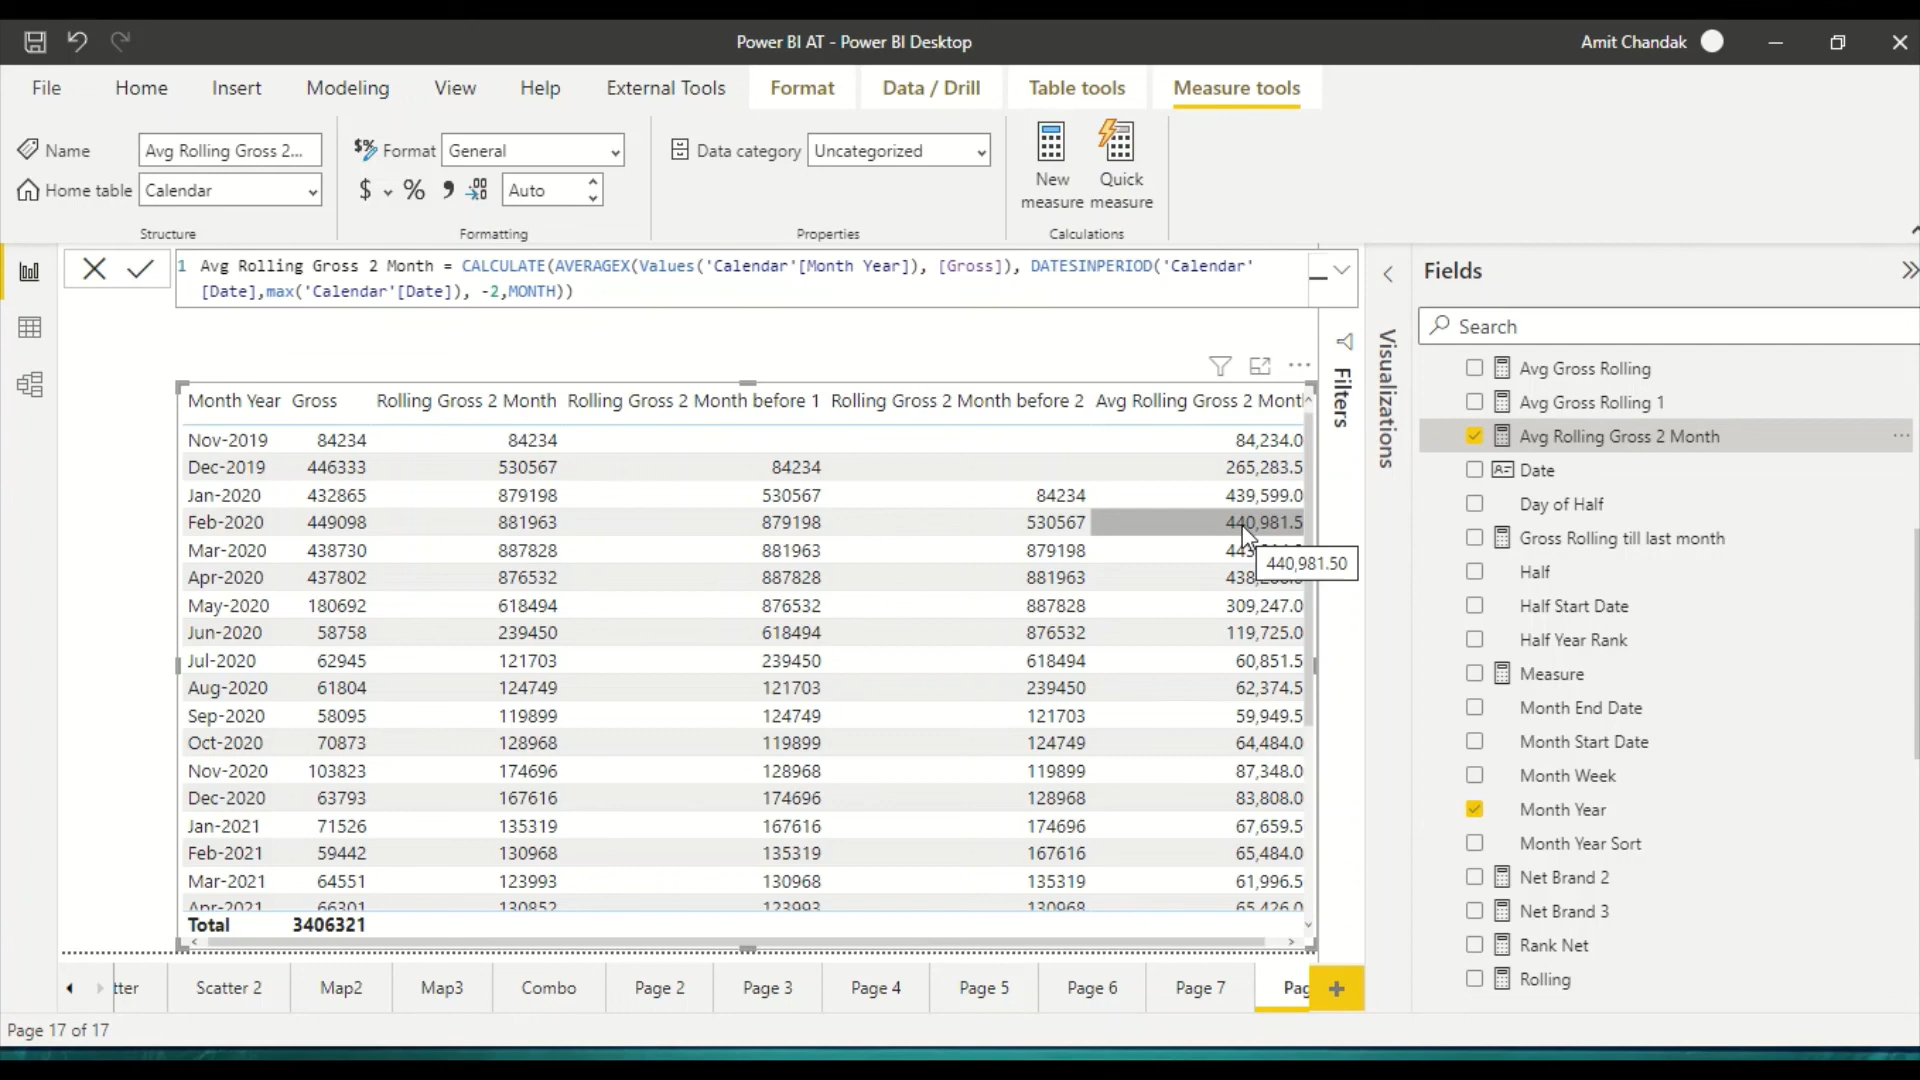 Power BI AT - Power BI Desktop
Amit Chandak
File Home Insert Modeling View Help External Tools Format Data / Drill Table tools Measure tools
Name Avg Rolling Gross 2... Format General Data category Uncategorized
Home table Calendar $ % Auto New measure Quick measure
Structure Formatting Properties Calculations
1 Avg Rolling Gross 2 Month = CALCULATE(AVERAGEX(Values('Calendar'[Month Year]), [Gross]), DATESINPERIOD('Calendar'
[Date],max('Calendar'[Date]), -2,MONTH))
Month Year Gross Rolling Gross 2 Month Rolling Gross 2 Month before 1 Rolling Gross 2 Month before 2 Avg Rolling Gross 2 Mont
Nov-2019 84234 84234 84,234.0
Dec-2019 446333 530567 84234 265,283.5
Jan-2020 432865 879198 530567 84234 439,599.0
Feb-2020 449098 881963 879198 530567 440,981.5
Mar-2020 438730 887828 881963 879198
440,981.50
Apr-2020 437802 876532 887828 881963
May-2020 180692 618494 876532 887828 309,247.0
Jun-2020 58758 239450 618494 876532 119,725.0
Jul-2020 62945 121703 239450 618494 60,851.5
Aug-2020 61804 124749 121703 239450 62,374.5
Sep-2020 58095 119899 124749 121703 59,949.5
Oct-2020 70873 128968 119899 124749 64,484.0
Nov-2020 103823 174696 128968 119899 87,348.0
Dec-2020 63793 167616 174696 128968 83,808.0
Jan-2021 71526 135319 167616 174696 67,659.5
Feb-2021 59442 130968 135319 167616 65,484.0
Mar-2021 64551 123993 130968 135319 61,996.5
Apr-2021 66301 130852 123993 130968 65,426.0
Total 3406321
Filters
Visualizations
Fields
Search
Avg Gross Rolling
Avg Gross Rolling 1
Avg Rolling Gross 2 Month
Date
Day of Half
Gross Rolling till last month
Half
Half Start Date
Half Year Rank
Measure
Month End Date
Month Start Date
Month Week
Month Year
Month Year Sort
Net Brand 2
Net Brand 3
Rank Net
Rolling
tter Scatter 2 Map2 Map3 Combo Page 2 Page 3 Page 4 Page 5 Page 6 Page 7 Pag
Page 17 of 17